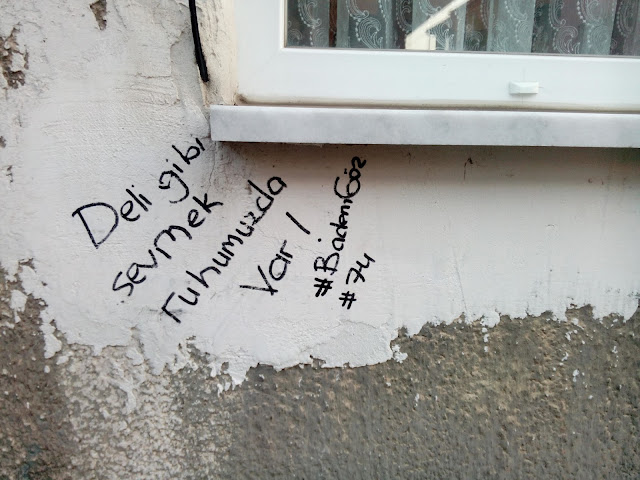 Deli gibi
sevmek
ruhumuzda
Var!
#BademGöz
#74